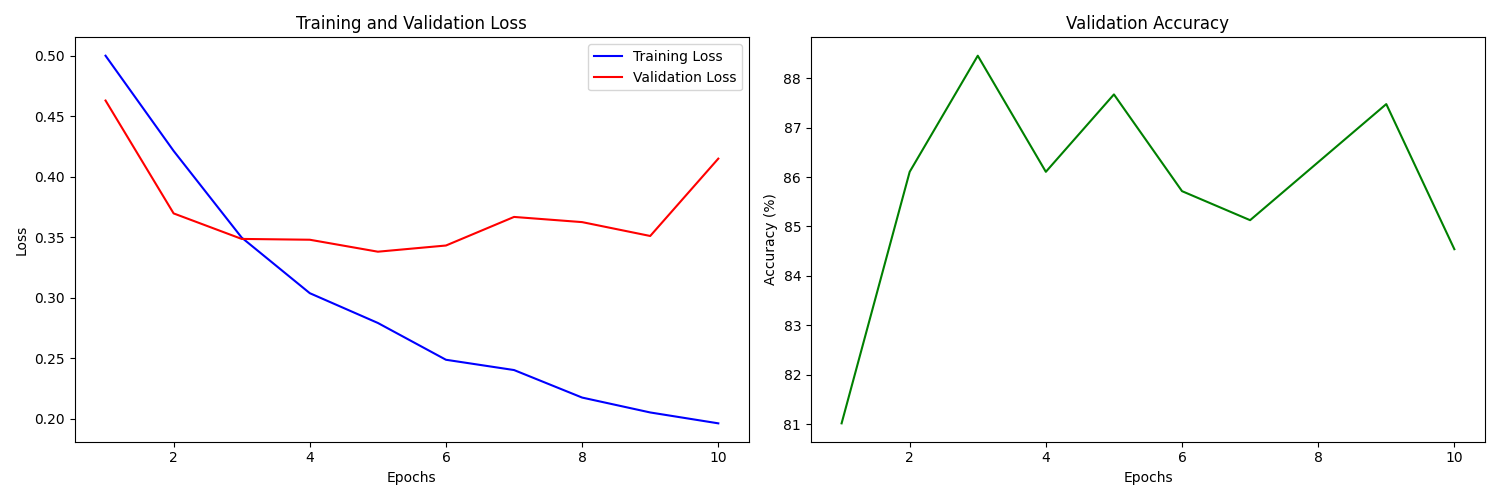 Training and Validation Loss
Training Loss
Validation Loss
0.50
0.45
0.40
0.35
0.30
0.25
0.20
Loss
2 4 6 8 10
Epochs
Validation Accuracy
88
87
86
85
84
83
82
81
Accuracy (%)
2 4 6 8 10
Epochs